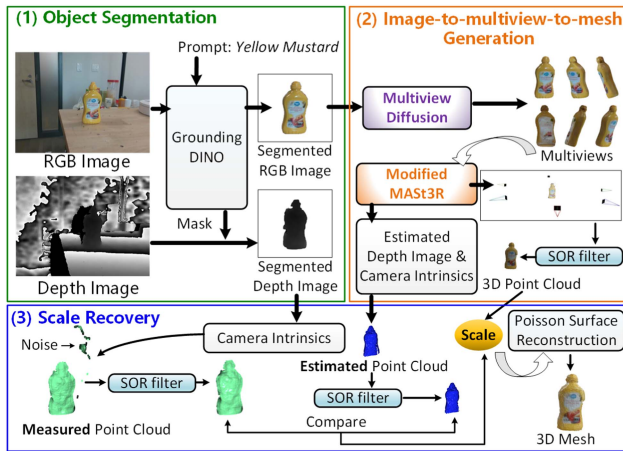 (1) Object Segmentation
Prompt: Yellow Mustard
RGB Image
Grounding
DINO
Segmented
RGB Image
Mask
Depth Image
Segmented
Depth Image
(2) Image-to-multiview-to-mesh
Generation
Multiview
Diffusion
Multiviews
Modified
MASt3R
Estimated
Depth Image &
Camera Intrinsics
SOR filter
3D Point Cloud
(3) Scale Recovery
Noise
Camera Intrinsics
SOR filter
Measured Point Cloud
Estimated Point Cloud
SOR filter
Compare
Scale
Poisson Surface
Reconstruction
3D Mesh